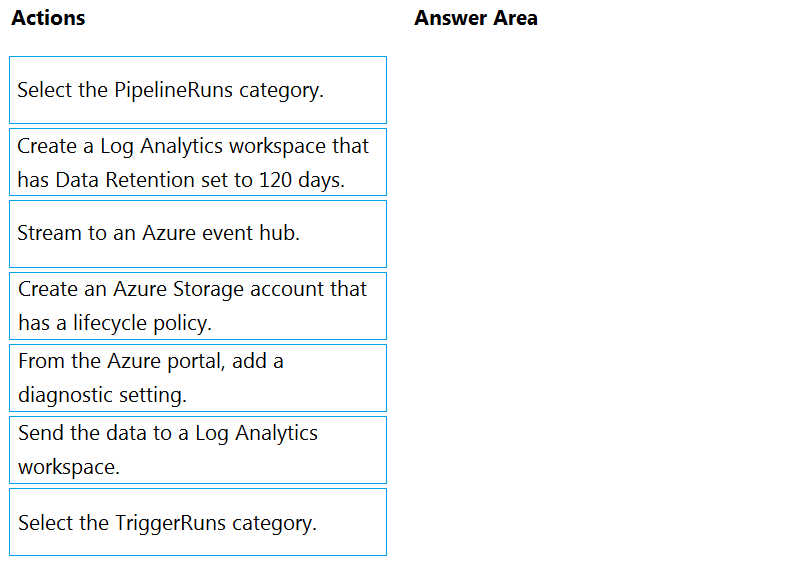 Actions
Answer Area
Select the PipelineRuns category.
Create a Log Analytics workspace that
has Data Retention set to 120 days.
Stream to an Azure event hub.
Create an Azure Storage account that
has a lifecycle policy.
From the Azure portal, add a
diagnostic setting.
Send the data to a Log Analytics
workspace.
Select the TriggerRuns category.